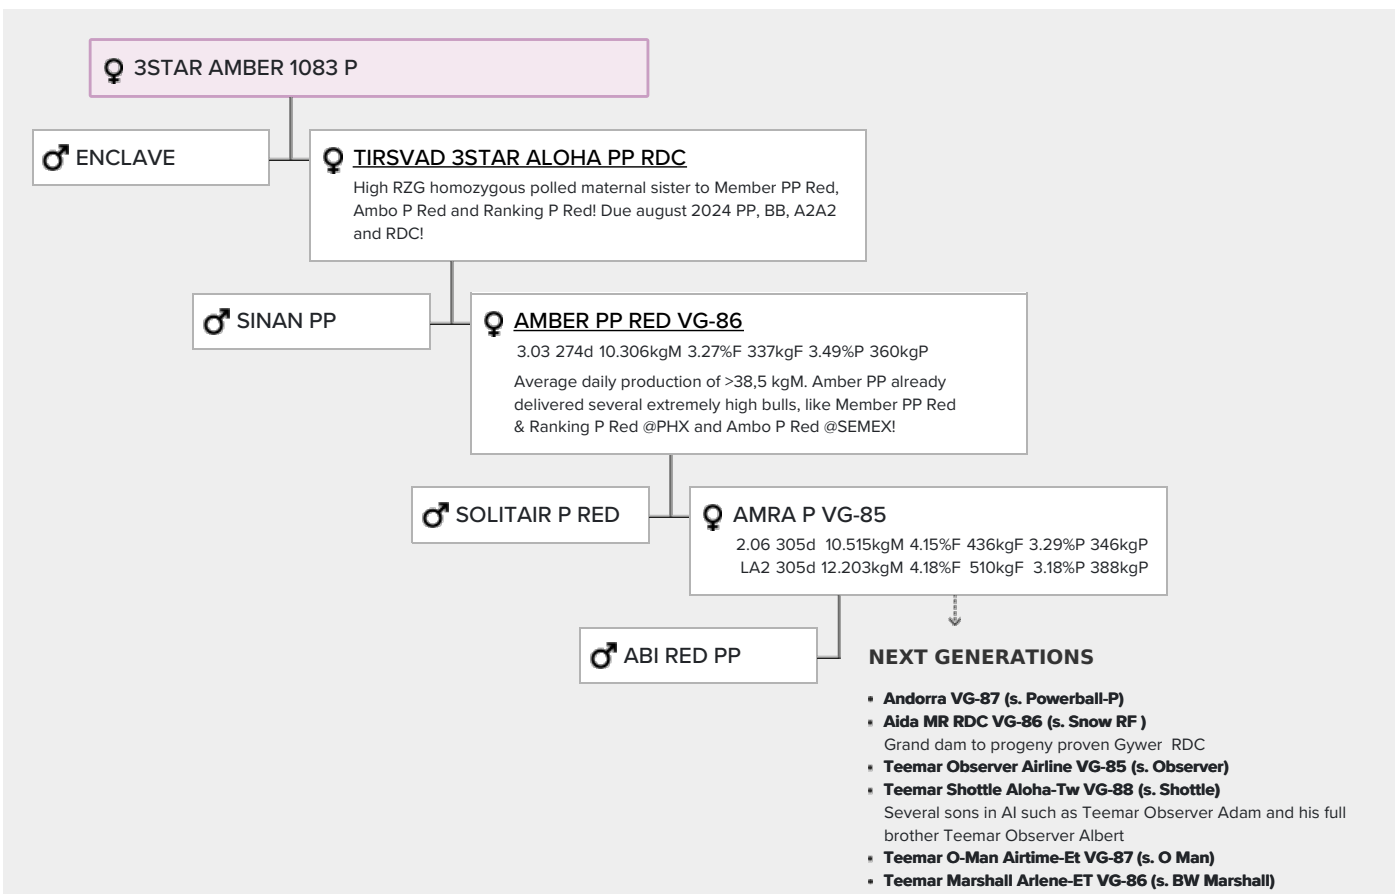 3STAR AMBER 1083 P
ENCLAVE
TIRSVAD 3STAR ALOHA PP RDC
High RZG homozygous polled maternal sister to Member PP Red,
Ambo P Red and Ranking P Red! Due august 2024 PP, BB, A2A2
and RDC!
SINAN PP
AMBER PP RED VG-86
3.03 274d 10.306kgM 3.27%F 337kgF 3.49%P 360kgP
Average daily production of >38,5 kgM. Amber PP already
delivered several extremely high bulls, like Member PP Red
& Ranking P Red @PHX and Ambo P Red @SEMEX!
SOLITAIR P RED
AMRA P VG-85
2.06 305d 10.515kgM 4.15%F 436kgF 3.29%P 346kgP
LA2 305d 12.203kgM 4.18%F 510kgF 3.18%P 388kgP
ABI RED PP
NEXT GENERATIONS
• Andorra VG-87 (s. Powerball-P)
• Aida MR RDC VG-86 (s. Snow RF )
Grand dam to progeny proven Gywer RDC
• Teemar Observer Airline VG-85 (s. Observer)
• Teemar Shottle Aloha-Tw VG-88 (s. Shottle)
Several sons in AI such as Teemar Observer Adam and his full
brother Teemar Observer Albert
• Teemar O-Man Airtime-Et VG-87 (s. O Man)
• Teemar Marshall Arlene-ET VG-86 (s. BW Marshall)